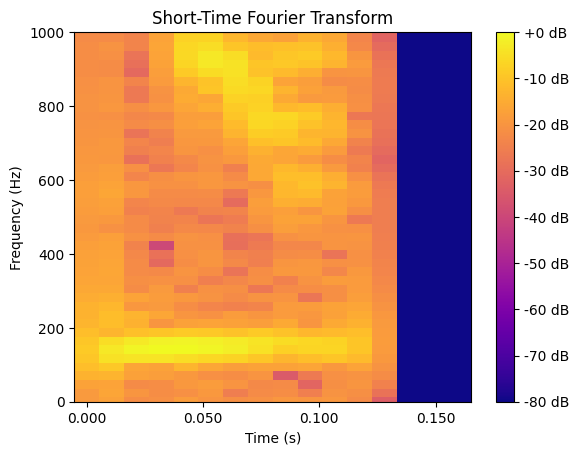 Short-Time Fourier Transform
1000
800
600
400
200
0
Frequency (Hz)
0.000
0.050
0.100
0.150
Time (s)
+0 dB
-10 dB
-20 dB
-30 dB
-40 dB
-50 dB
-60 dB
-70 dB
-80 dB